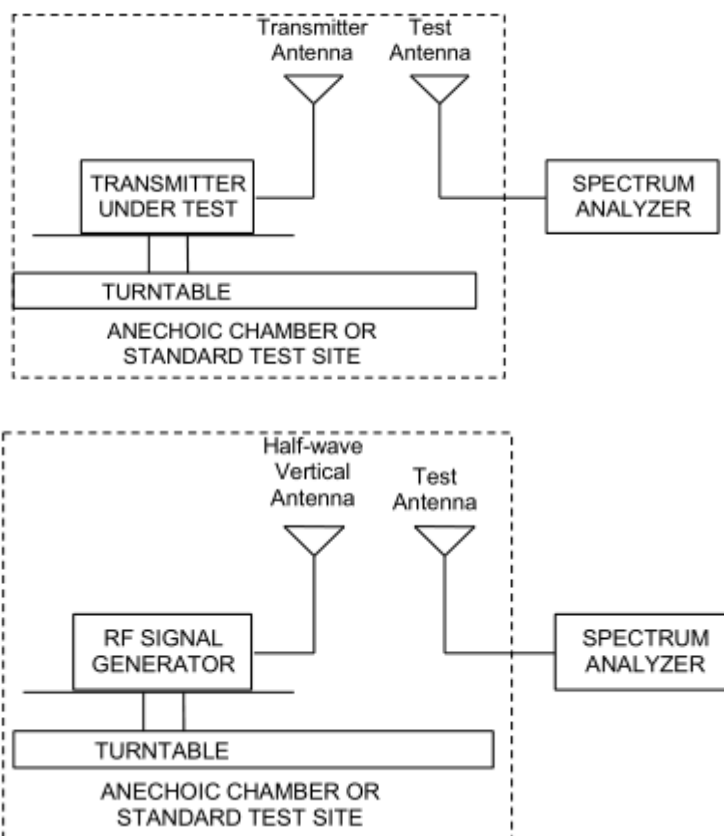 Transmitter
Antenna
Test
Antenna
TRANSMITTER
UNDER TEST
SPECTRUM
ANALYZER
TURNTABLE
ANECHOIC CHAMBER OR
STANDARD TEST SITE
Half-wave
Vertical
Antenna
Test
Antenna
RF SIGNAL
GENERATOR
SPECTRUM
ANALYZER
TURNTABLE
ANECHOIC CHAMBER OR
STANDARD TEST SITE